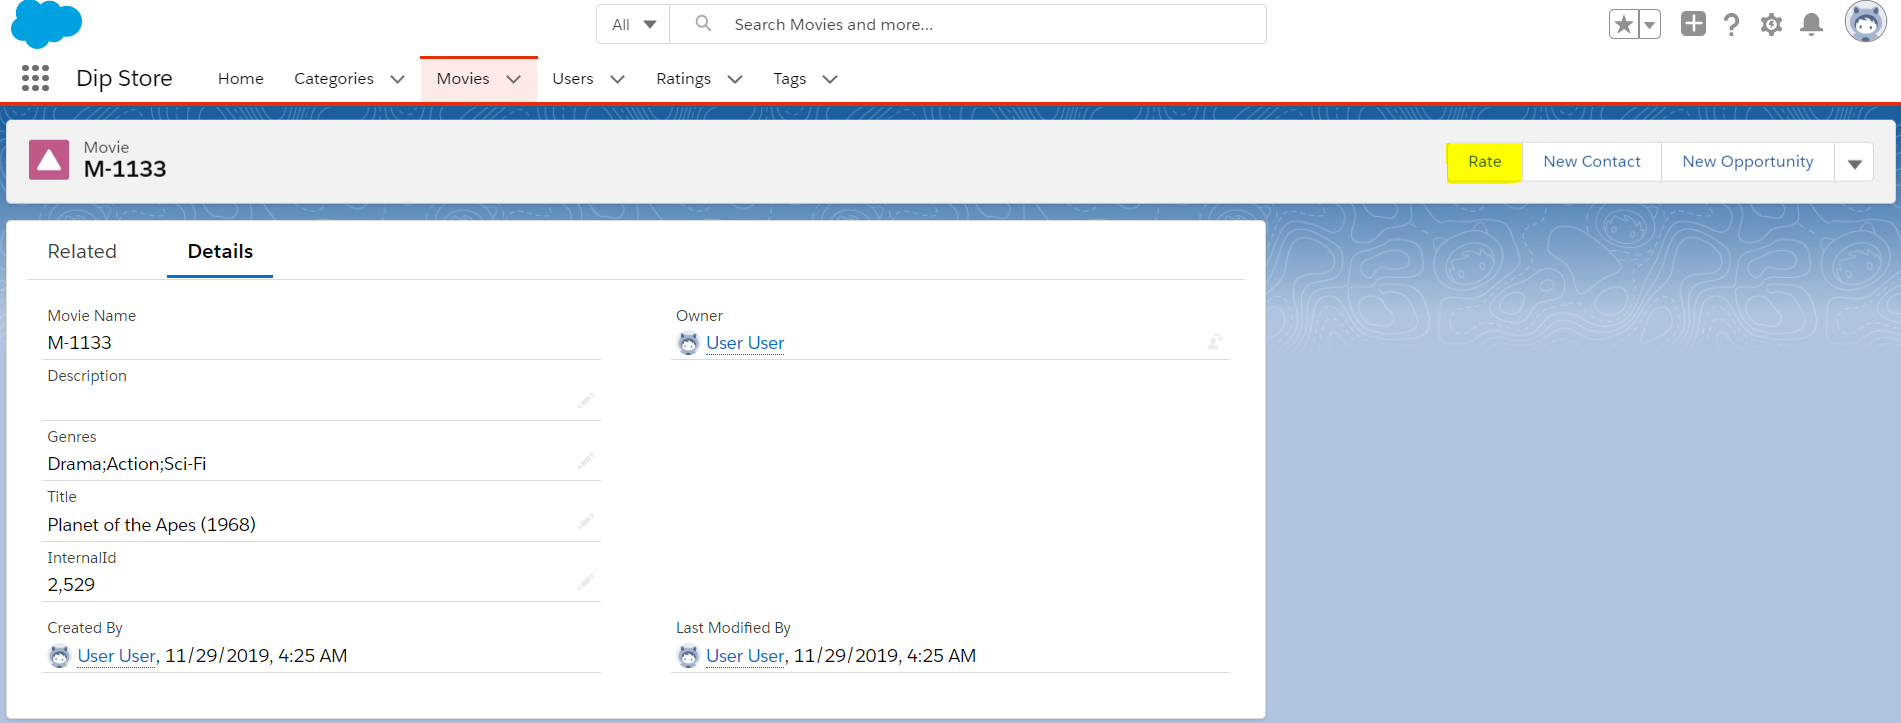 All Search Movies and more...
Dip Store Home Categories Movies Users Ratings Tags
Movie
M-1133
Rate New Contact New Opportunity
Related Details
Movie Name
M-1133
Owner
User User
Description
Genres
Drama;Action;Sci-Fi
Title
Planet of the Apes (1968)
InternalId
2,529
Created By
User User, 11/29/2019, 4:25 AM
Last Modified By
User User, 11/29/2019, 4:25 AM